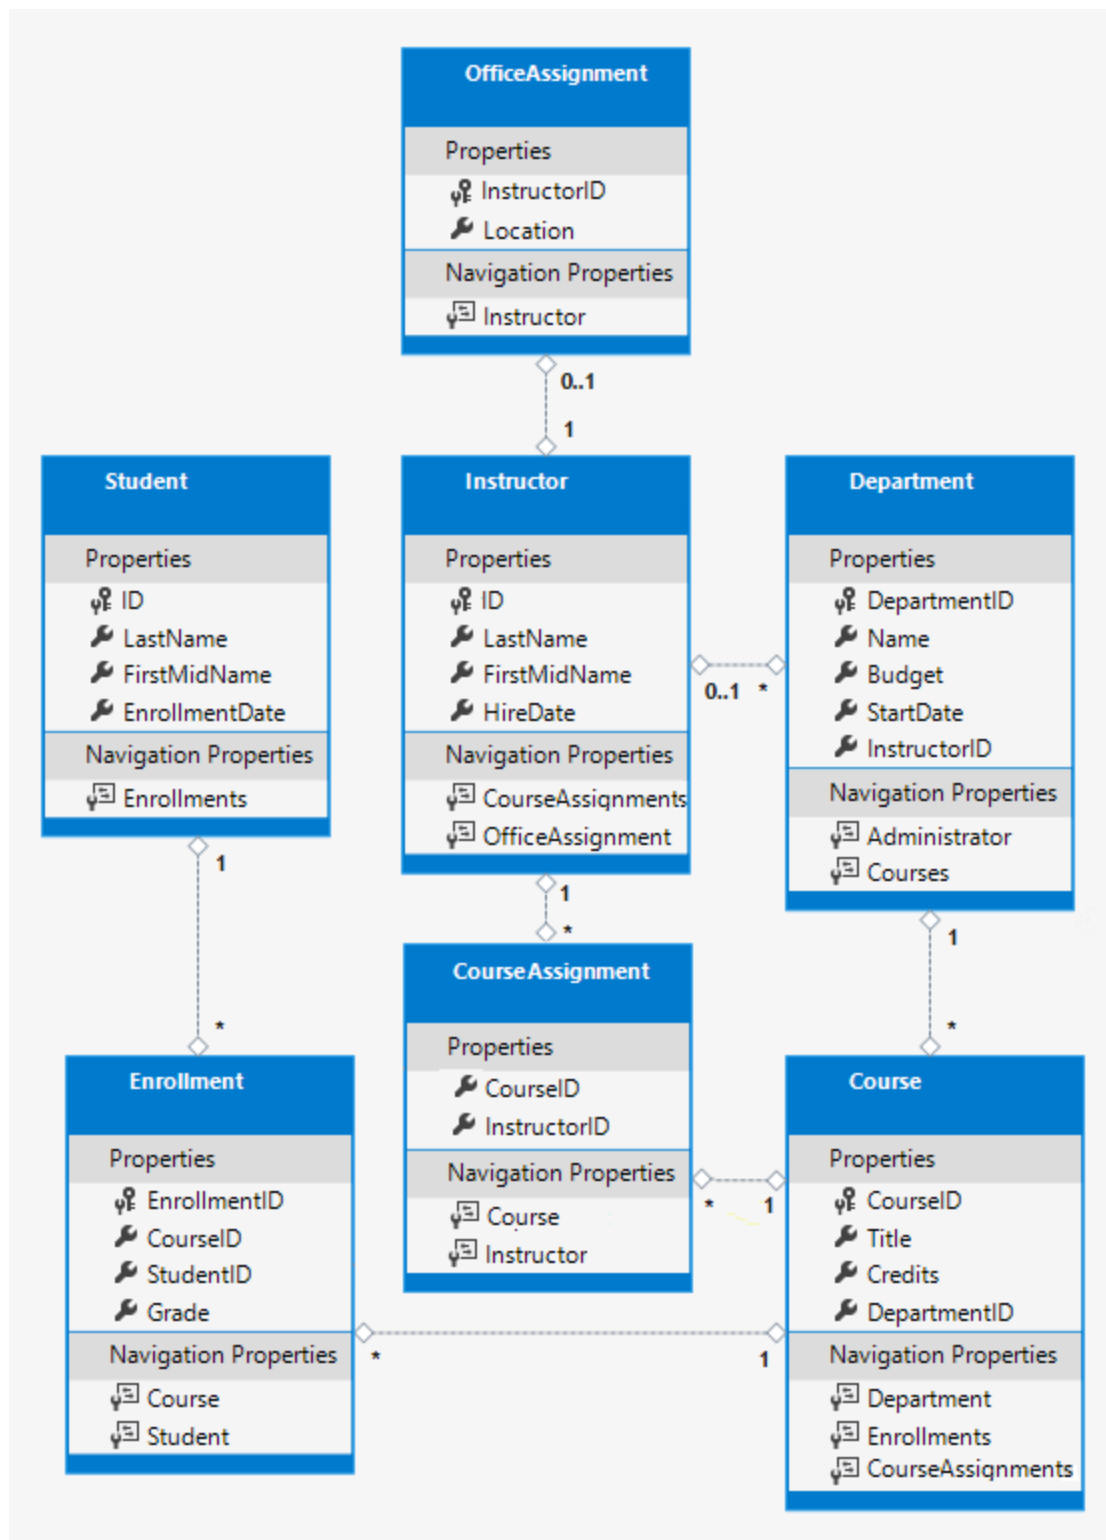 OfficeAssignment
Properties
InstructorID
Location
Navigation Properties
Instructor
0..1
1
Student
Properties
ID
LastName
FirstMidName
EnrollmentDate
Navigation Properties
Enrollments
1
*
Instructor
Properties
ID
LastName
FirstMidName
HireDate
Navigation Properties
CourseAssignments
OfficeAssignment
0..1 *
1
*
Department
Properties
DepartmentID
Name
Budget
StartDate
InstructorID
Navigation Properties
Administrator
Courses
1
*
Enrollment
Properties
EnrollmentID
CourseID
StudentID
Grade
Navigation Properties
Course
Student
* 1
CourseAssignment
Properties
CourseID
InstructorID
Navigation Properties
Course
Instructor
* 1
Course
Properties
CourseID
Title
Credits
DepartmentID
Navigation Properties
Department
Enrollments
CourseAssignments